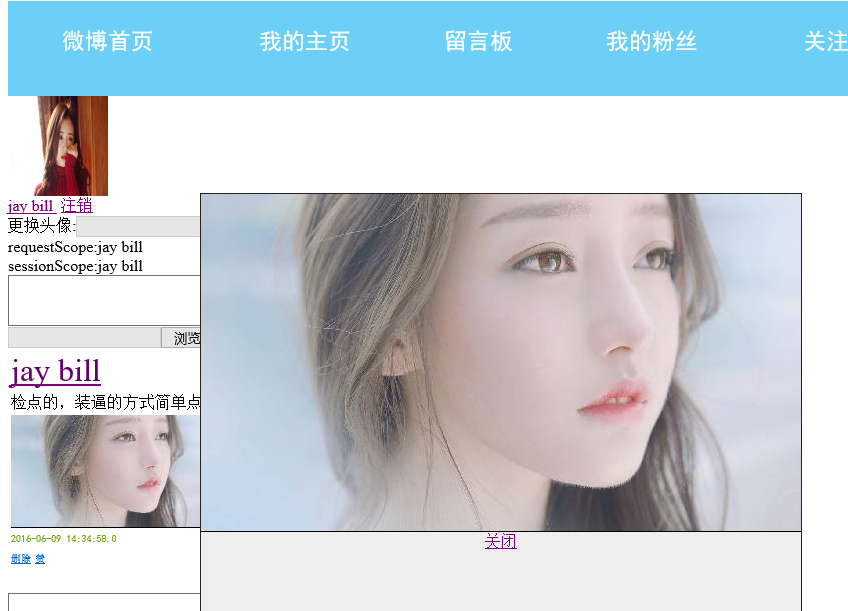 微博首页 我的主页 留言板 我的粉丝 关注
jay bill 注销
更换头像:
requestScope:jay bill
sessionScope:jay bill
浏览
jay bill
检点的，装逼的方式简单点
2016-06-09 14:34:58.0
删除 赞
关闭